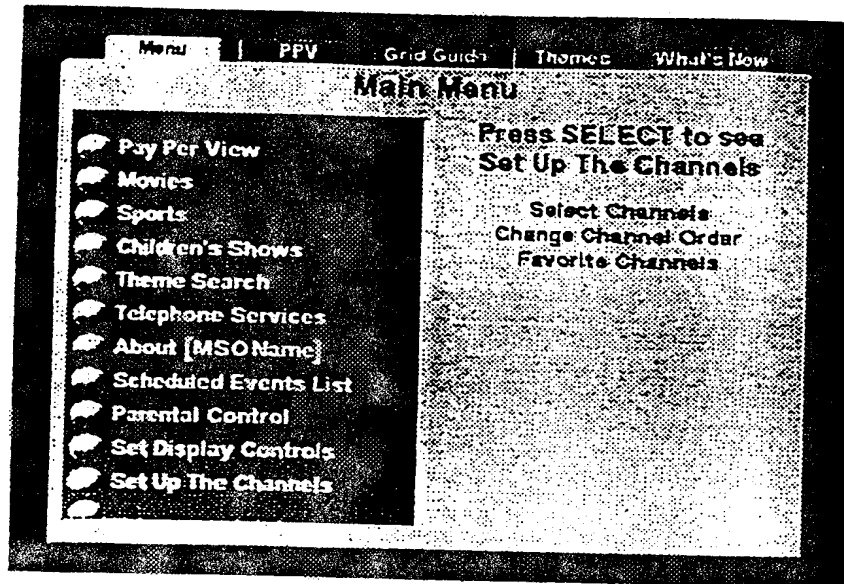 Menu PPV Grid Guide Themes What's Now
Main Menu
Pay Per View
Movies
Sports
Children's Shows
Theme Search
Telephone Services
About [MSO Name]
Scheduled Events List
Parental Control
Set Display Controls
Set Up The Channels
Press SELECT to see
Set Up The Channels
Select Channels
Change Channel Order
Favorite Channels